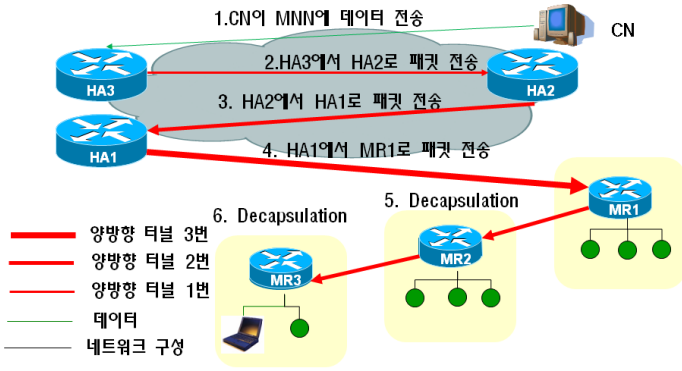 1.CN이 MNN에 데이터 전송
CN
2.HA3에서 HA2로 패킷 전송
HA3
HA2
3. HA2에서 HA1로 패킷 전송
HA1
4. HA1에서 MR1로 패킷 전송
MR1
5. Decapsulation
6. Decapsulation
MR2
MR3
양방향 터널 3번
양방향 터널 2번
양방향 터널 1번
데이터
네트워크 구성